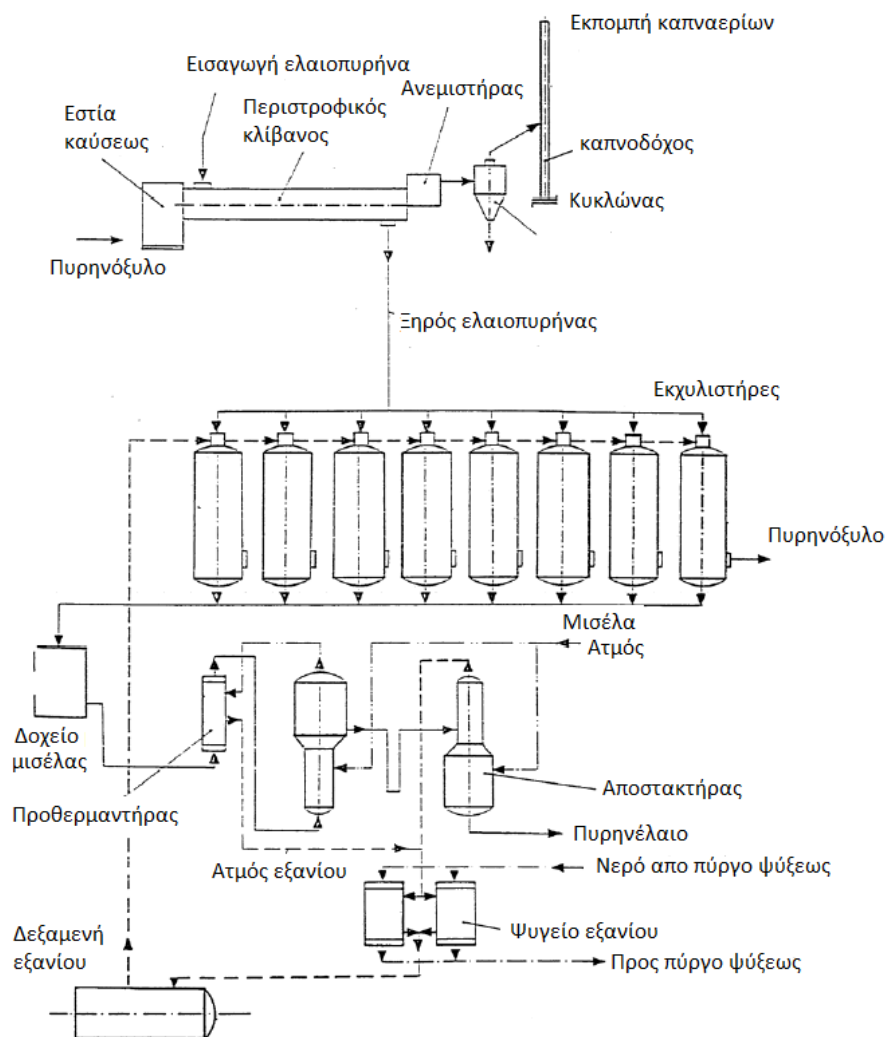 Εκπομπή καπναερίων
Εισαγωγή ελαιοπυρήνα
Ανεμιστήρας
Περιστροφικός
κλίβανος
Εστία
καύσεως
καπνοδόχος
Κυκλώνας
Πυρηνόξυλο
Ξηρός ελαιοπυρήνας
Εκχυλιστήρες
Πυρηνόξυλο
Μισέλα
Ατμός
Δοχείο
μισέλας
Αποστακτήρας
Προθερμαντήρας
Πυρηνέλαιο
Ατμός εξανίου
Νερό απο πύργο ψύξεως
Ψυγείο εξανίου
Δεξαμενή
εξανίου
Προς πύργο ψύξεως